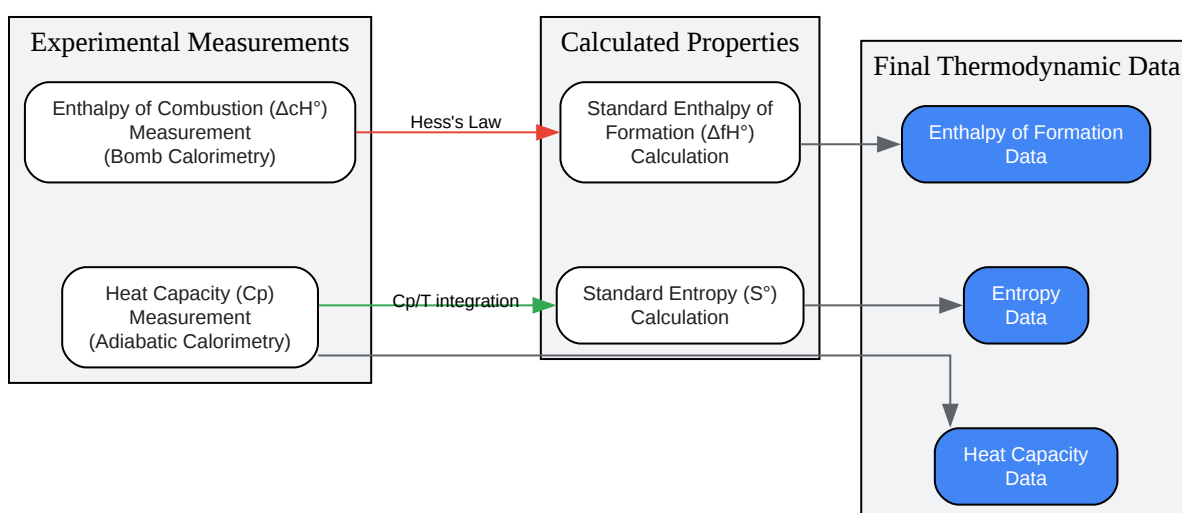 Experimental Measurements
Enthalpy of Combustion (ΔcH°)
Measurement
(Bomb Calorimetry)
Heat Capacity (Cp)
Measurement
(Adiabatic Calorimetry)
Hess's Law
Cp/T integration
Calculated Properties
Standard Enthalpy of
Formation (ΔfH°)
Calculation
Standard Entropy (S°)
Calculation
Final Thermodynamic Data
Enthalpy of Formation
Data
Entropy
Data
Heat Capacity
Data